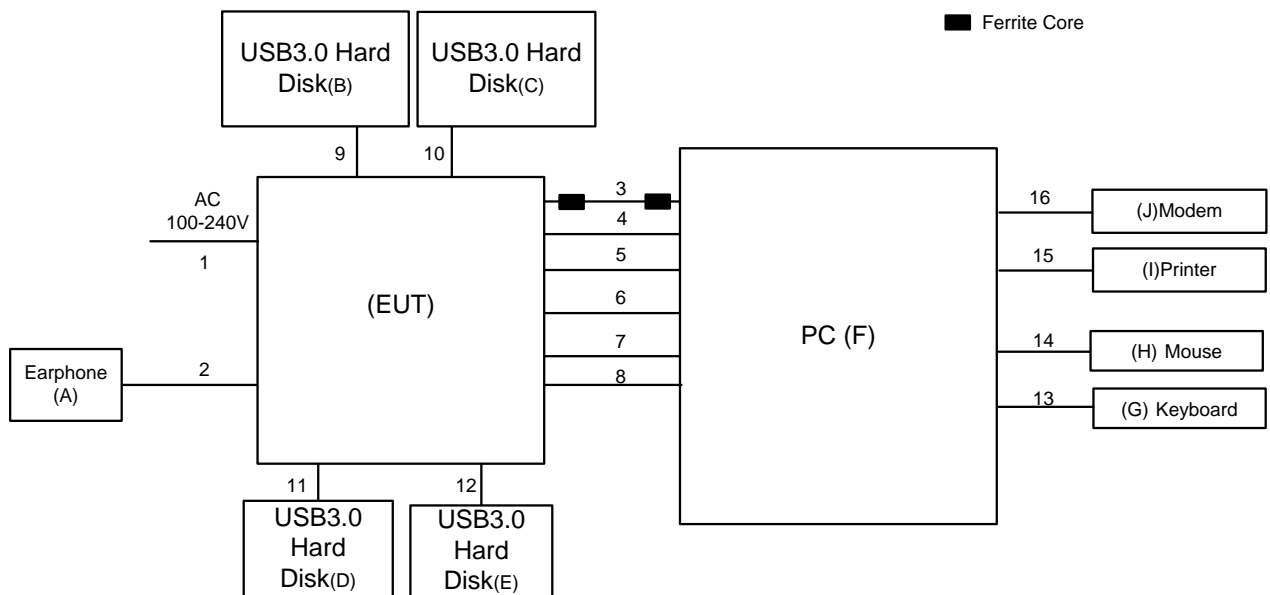 Ferrite Core
USB3.0 Hard
Disk(B)
USB3.0 Hard
Disk(C)
9
10
AC
100-240V
1
3
4
5
6
7
8
(EUT)
PC (F)
16
(J)Modem
15
(I)Printer
14
(H) Mouse
13
(G) Keyboard
Earphone
(A)
2
11
12
USB3.0
Hard
Disk(D)
USB3.0
Hard
Disk(E)